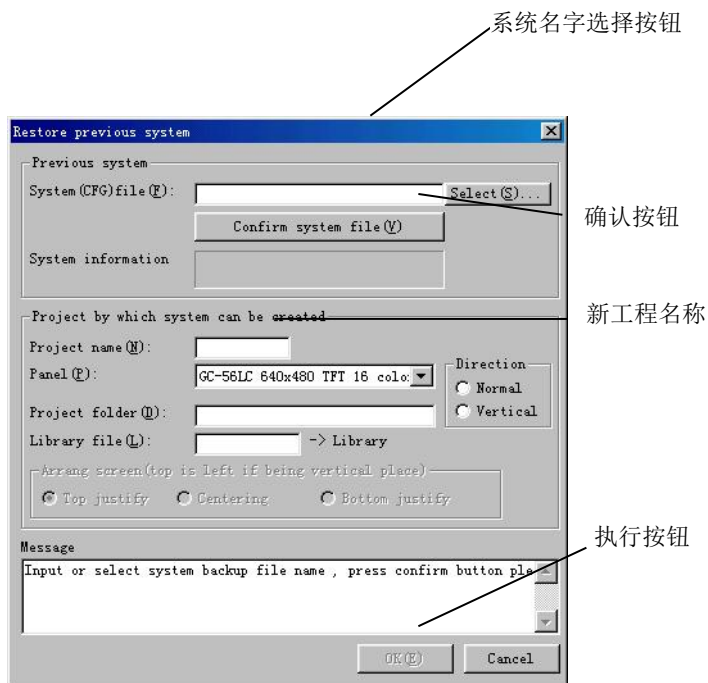 系统名字选择按钮
Restore previous system
Previous system
System(CFG)file(F):
Select(S)...
确认按钮
Confirm system file(V)
System information
Project by which system can be created
新工程名称
Project name(N):
Panel(P):
GC-56LC 640x480 TFT 16 colo:
Direction
Normal
Vertical
Project folder(D):
Library file(L):
-> Library
Arrang screen(top is left if being vertical place)
Top justify
Centering
Bottom justify
执行按钮
Message
Input or select system backup file name , press confirm button ple
OK(E)
Cancel